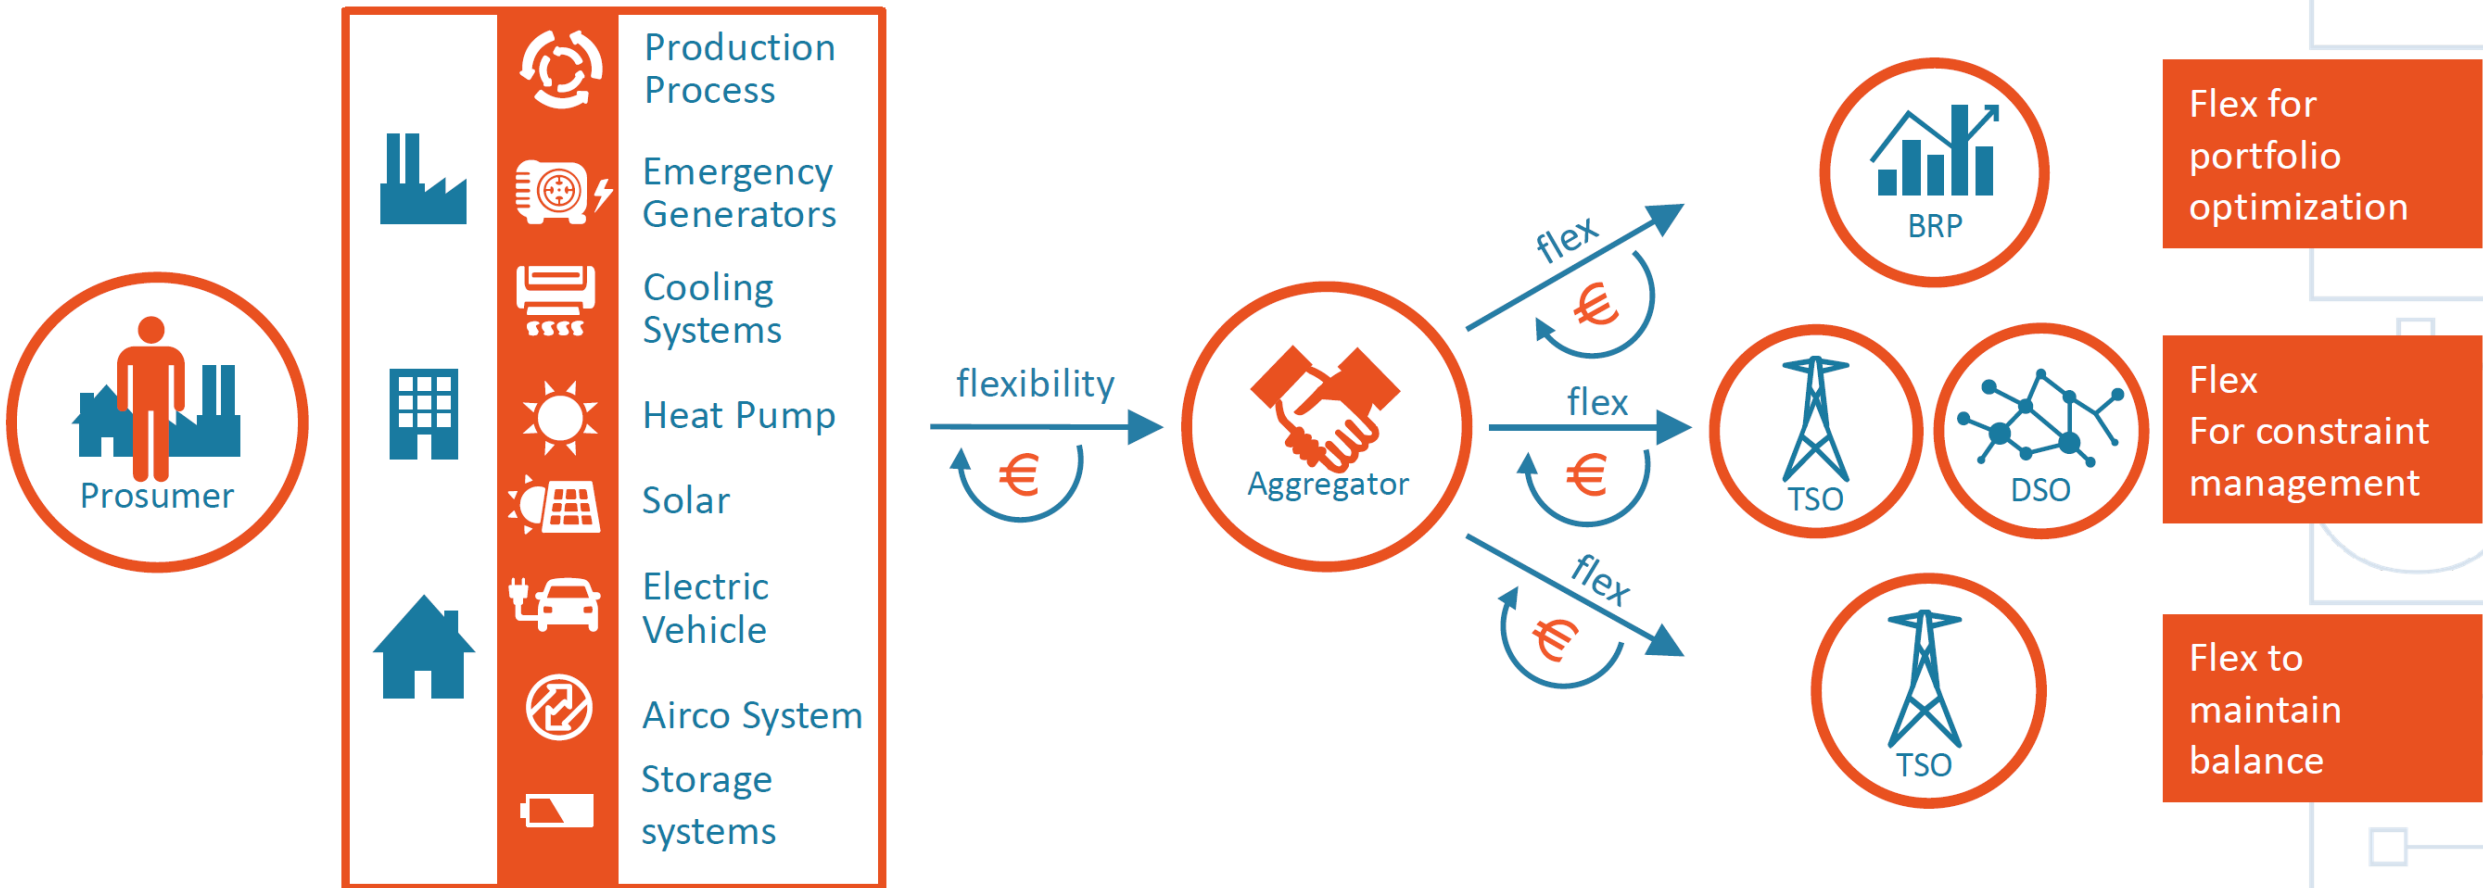 Prosumer
Production
Process
Emergency
Generators
Cooling
Systems
Heat Pump
Solar
Electric
Vehicle
Airco System
Storage
systems
flexibility
€
Aggregator
flex
€
flex
€
flex
€
BRP
TSO
DSO
TSO
Flex for
portfolio
optimization
Flex
For constraint
management
Flex to
maintain
balance